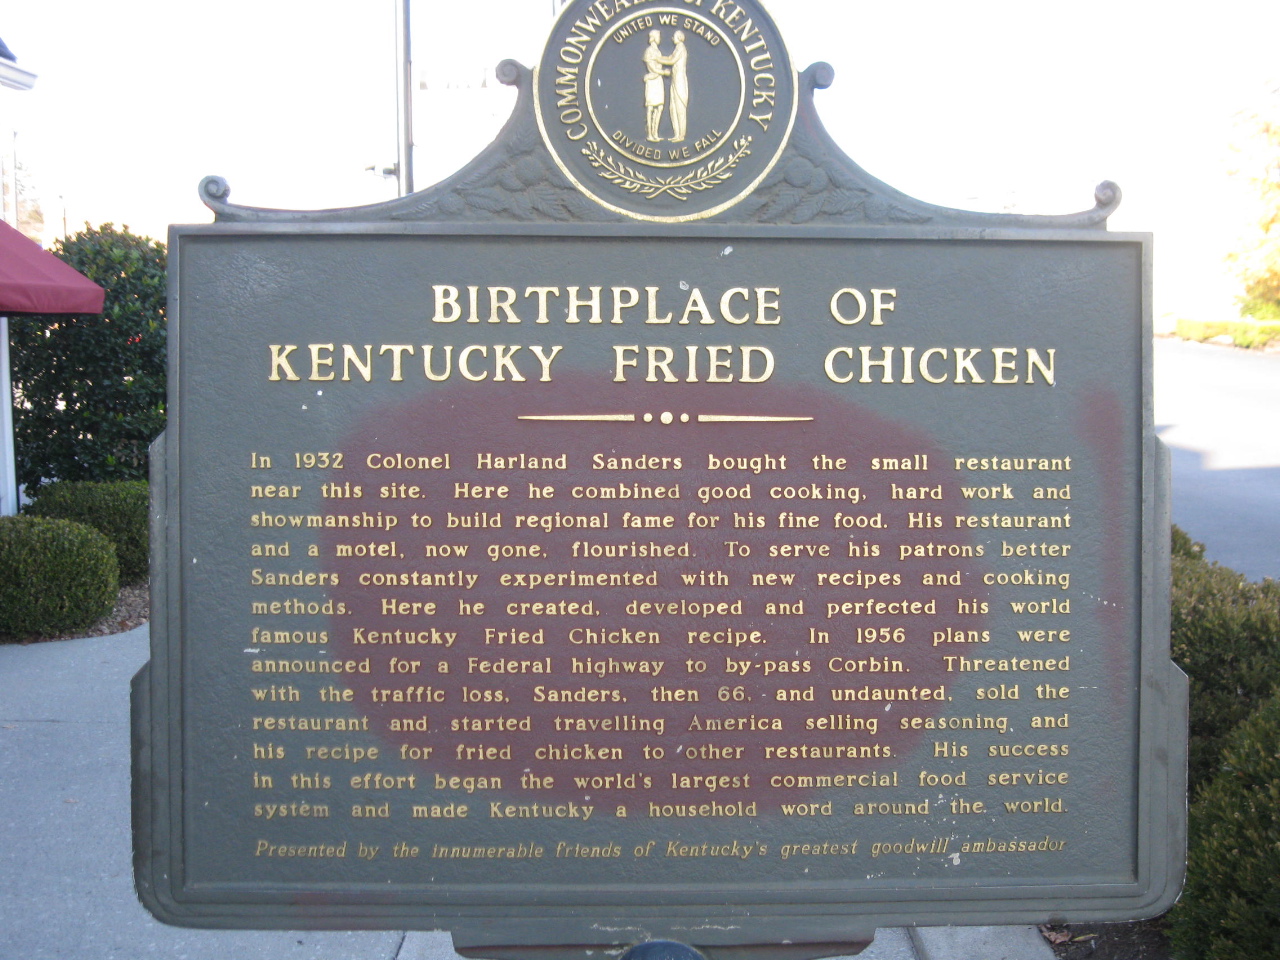 COMMONWEALTH OF KENTUCKY
UNITED WE STAND
DIVIDED WE FALL
BIRTHPLACE OF
KENTUCKY FRIED CHICKEN
In 1932 Colonel Harland Sanders bought the small restaurant
near this site. Here he combined good cooking, hard work and
showmanship to build regional fame for his fine food. His restaurant
and a motel, now gone, flourished. To serve his patrons better
Sanders constantly experimented with new recipes and cooking
methods. Here he created, developed and perfected his world
famous Kentucky Fried Chicken recipe. In 1956 plans were
announced for a Federal highway to by-pass Corbin. Threatened
with the traffic loss, Sanders, then 66, and undaunted, sold the
restaurant and started travelling America selling seasoning and
his recipe for fried chicken to other restaurants. His success
in this effort began the world's largest commercial food service
system and made Kentucky a household word around the world.
Presented by the innumerable friends of Kentucky's greatest goodwill ambassador